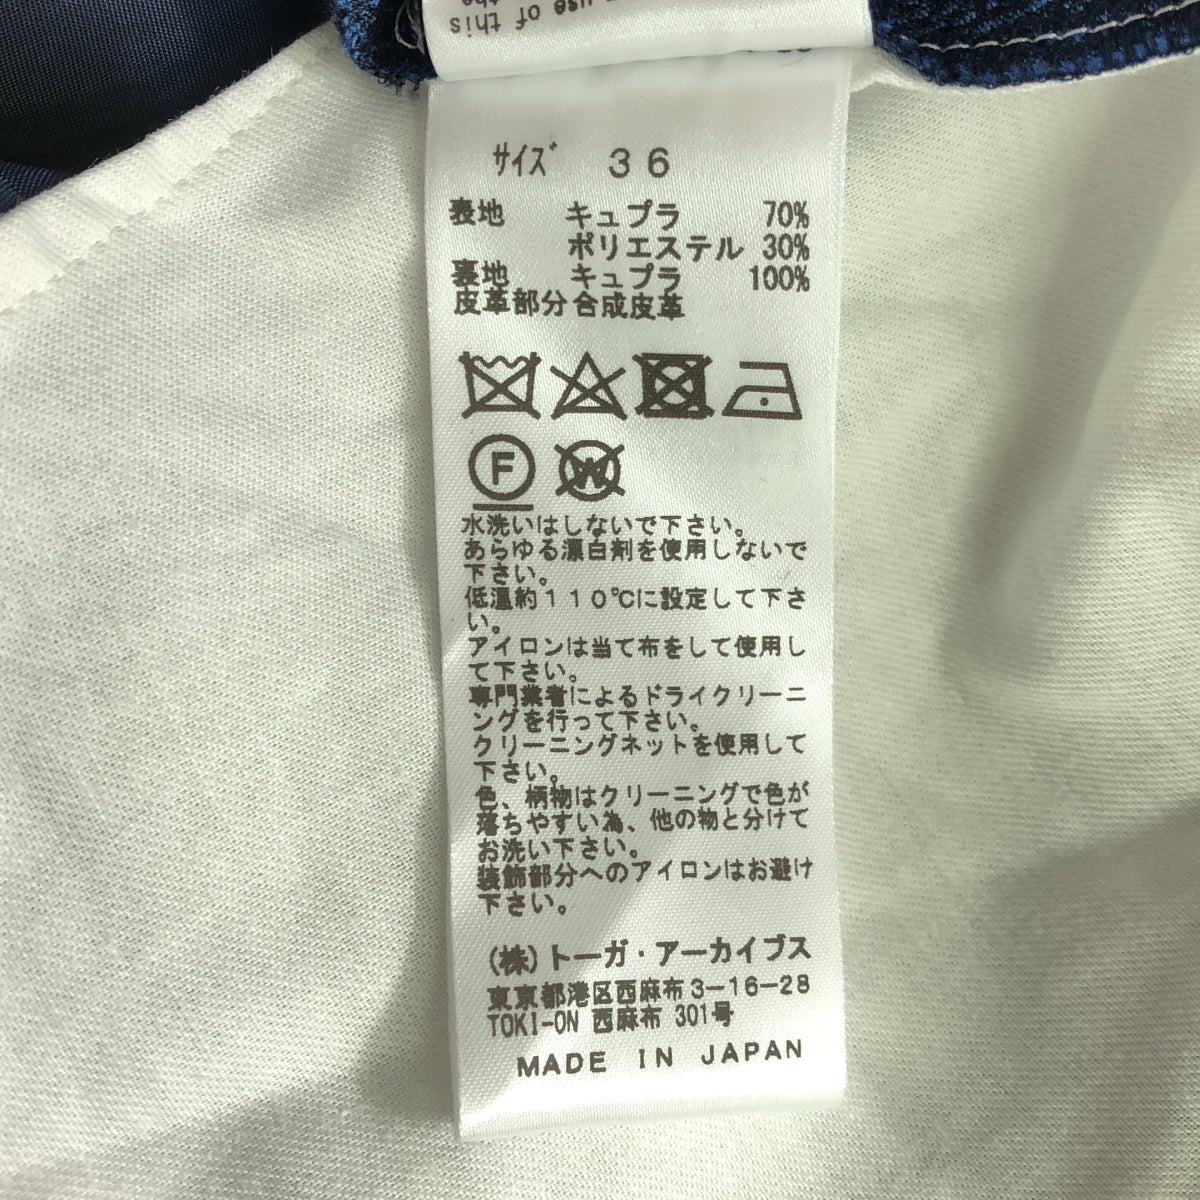 use of this
サイズ 36
表地 キュプラ 70%
ポリエステル 30%
裏地 キュプラ 100%
皮革部分 合成皮革
F W
水洗いはしないで下さい。
あらゆる漂白剤を使用しないで
下さい。
低温約110℃に設定して下さ
い。
アイロンは当て布をして使用し
て下さい。
専門業者によるドライクリーニ
ングを行って下さい。
クリーニングネットを使用して
下さい。
色、柄物はクリーニングで色が
落ちやすい為、他の物と分けて
お洗い下さい。
装飾部分へのアイロンはお避け
下さい。
(株)トーガ・アーカイブス
東京都港区西麻布3-16-28
TOKI-ON 西麻布 301号
MADE IN JAPAN